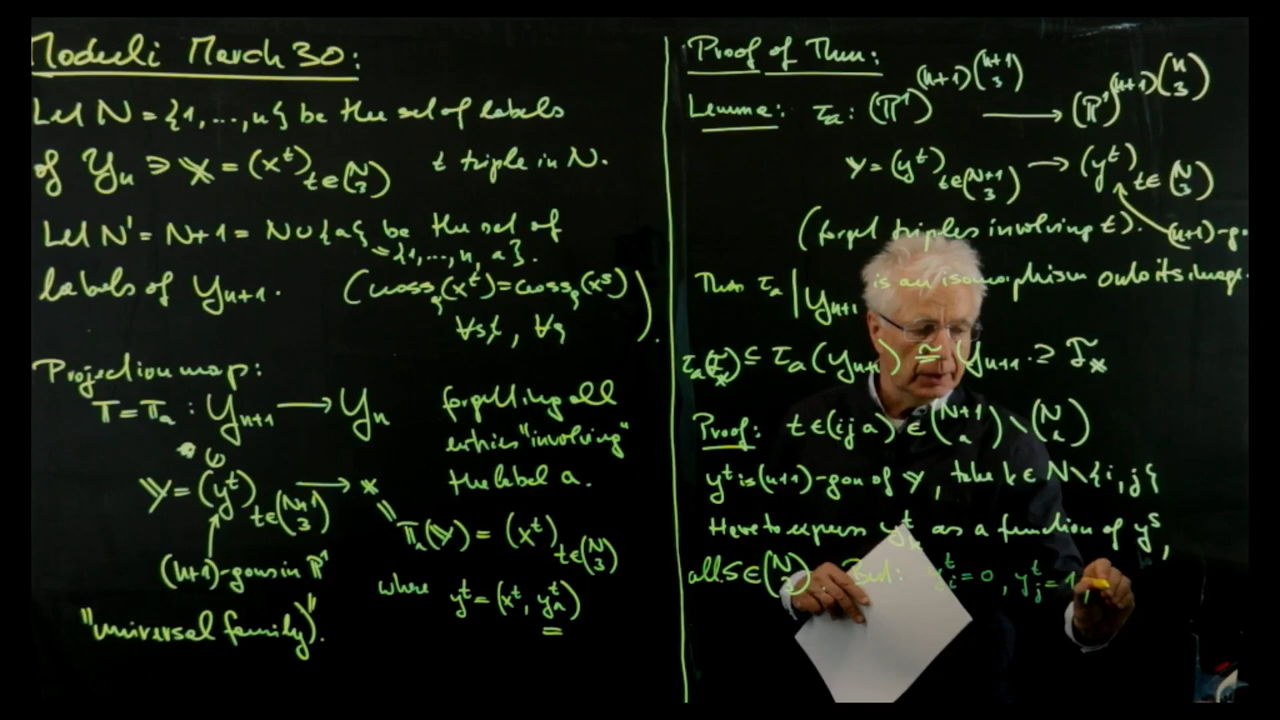 Moduli March 30:
Let N = {1, ..., n} be the set of labels
of Y_n ∋ X = (x^t)_{t∈(N 3)} t triple in N.
Let N' = N+1 = N∪{a} be the set of
= {1, ..., n, a}.
labels of Y_{n+1}. (cross_q(x^t) = cross_q(x^s)
∀s,t, ∀q).
Projection map:
π = π_a : Y_{n+1} → Y_n
forgetting all
entries "involving"
the label a.
Y = (y^t)_{t∈(N+1 3)} → X
π_a(Y) = (x^t)_{t∈(N 3)}
(n+1)-gons in P^1
where y^t = (x^t, y^t_a)
"universal family").
Proof of Thm:
Lemma: τ_a : (P^1)^{(n+1)(n+1 3)} → (P^1)^{(n+1)(n 3)}
Y = (y^t)_{t∈(N+1 3)} → (y^t)_{t∈(N 3)}
(forget triples involving t). (n+1)-go
Then τ_a|Y_{n+1} is an isomorphism onto its image.
⊆ τ_a(Y_{n+1}) ≅ Y_{n+1} ⊇
Proof: t∈(i j a) ∈ (N+1 a) \ (N a)
y^t is (n+1)-gon of Y, take k ∈ N\{i, j}
Have to express y^t_k as a function of y^s,
all s∈(N 3). But: y^t_i = 0, y^t_j = 1,